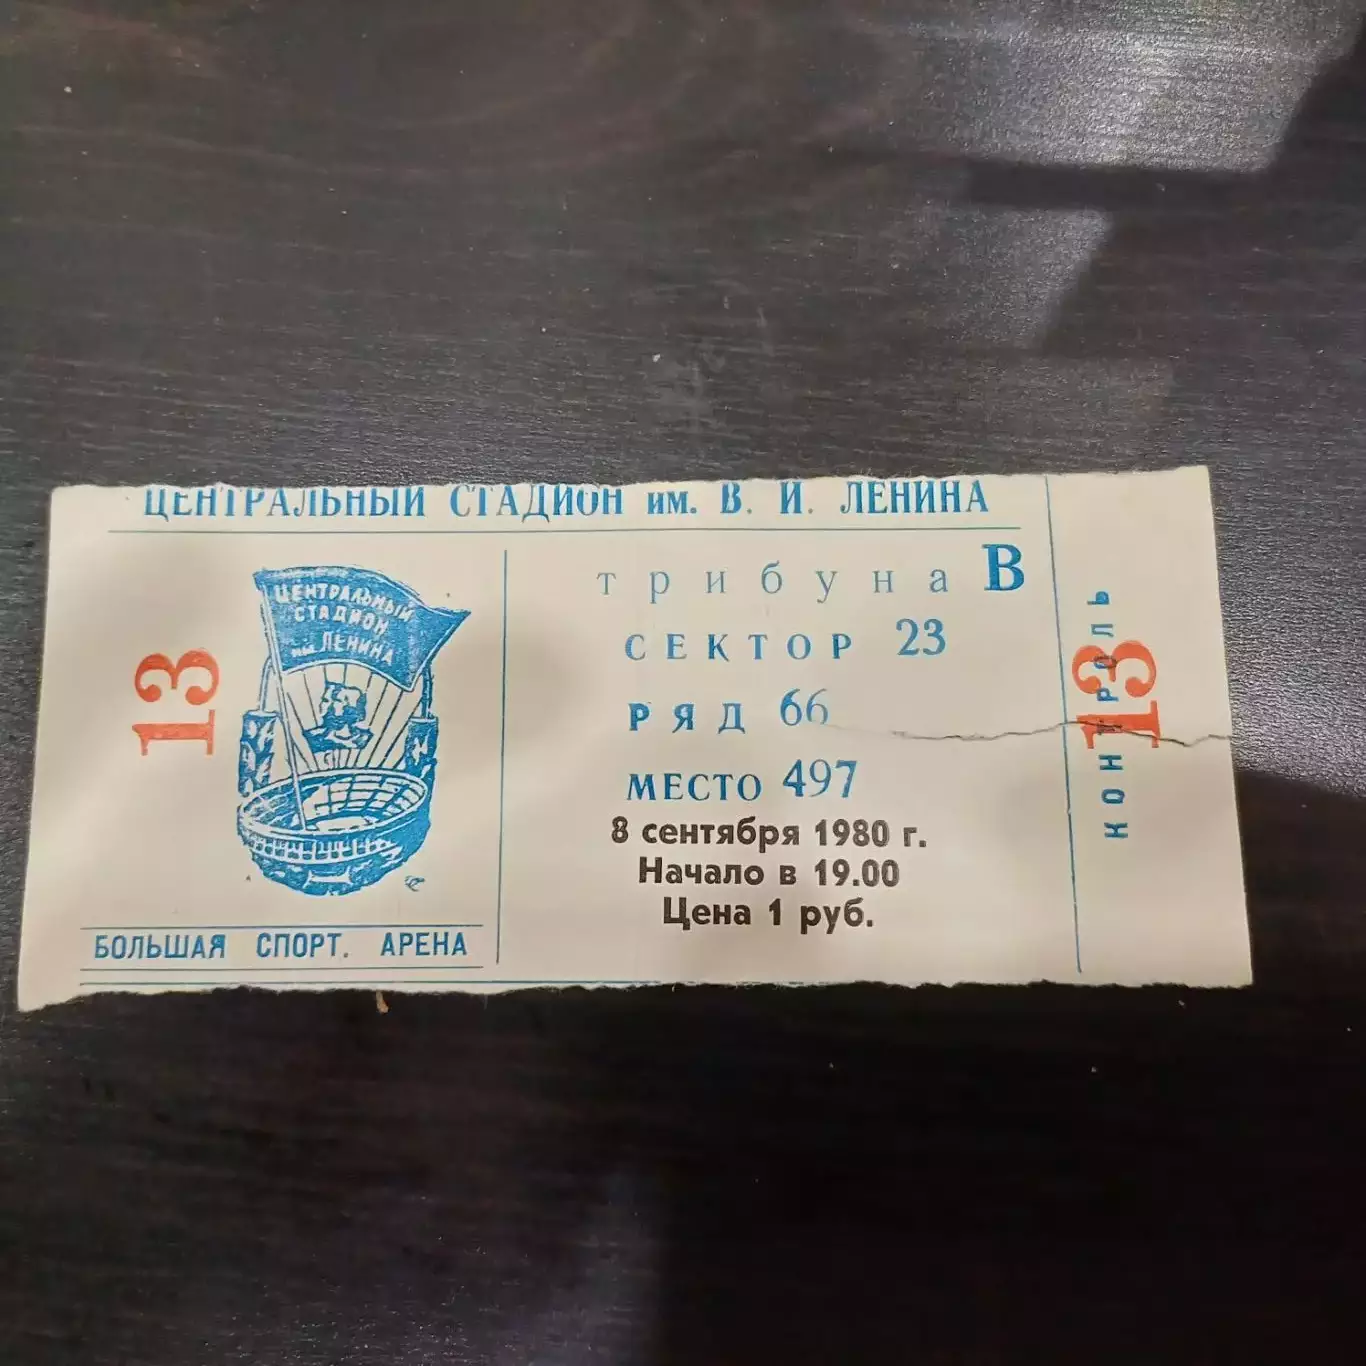 ЦЕНТРАЛЬНЫЙ СТАДИОН им. В. И. ЛЕНИНА
13
ЦЕНТРАЛЬНЫЙ
СТАДИОН
им. ЛЕНИНА
БОЛЬШАЯ СПОРТ. АРЕНА
трибуна В
СЕКТОР 23
РЯД 66
МЕСТО 497
8 сентября 1980 г.
Начало в 19.00
Цена 1 руб.
КОНТРОЛЬ
13